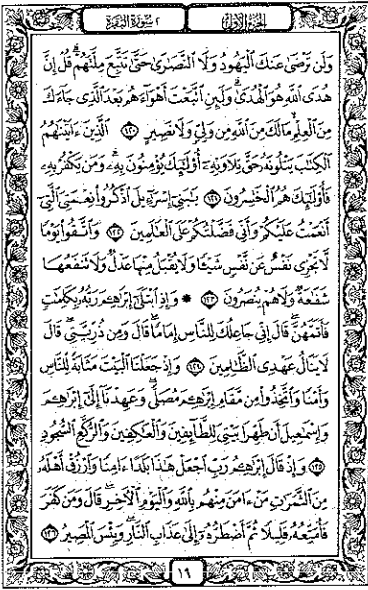 الجزء الأول ٢ سورة البقرة
وَلَن تَرْضَىٰ عَنكَ ٱلْيَهُودُ وَلَا ٱلنَّصَٰرَىٰ حَتَّىٰ تَتَّبِعَ مِلَّتَهُمْ ۗ قُلْ إِنَّ
هُدَى ٱللَّهِ هُوَ ٱلْهُدَىٰ ۗ وَلَئِنِ ٱتَّبَعْتَ أَهْوَآءَهُم بَعْدَ ٱلَّذِى جَآءَكَ
مِنَ ٱلْعِلْمِ ۙ مَا لَكَ مِنَ ٱللَّهِ مِن وَلِىٍّ وَلَا نَصِيرٍ ﴿١٢٠﴾ ٱلَّذِينَ ءَاتَيْنَٰهُمُ
ٱلْكِتَٰبَ يَتْلُونَهُۥ حَقَّ تِلَاوَتِهِۦٓ أُو۟لَٰٓئِكَ يُؤْمِنُونَ بِهِۦ ۗ وَمَن يَكْفُرْ بِهِۦ
فَأُو۟لَٰٓئِكَ هُمُ ٱلْخَٰسِرُونَ ﴿١٢١﴾ يَٰبَنِىٓ إِسْرَٰٓءِيلَ ٱذْكُرُوا۟ نِعْمَتِىَ ٱلَّتِىٓ
أَنْعَمْتُ عَلَيْكُمْ وَأَنِّى فَضَّلْتُكُمْ عَلَى ٱلْعَٰلَمِينَ ﴿١٢٢﴾ وَٱتَّقُوا۟ يَوْمًا
لَّا تَجْزِى نَفْسٌ عَن نَّفْسٍ شَيْـًٔا وَلَا يُقْبَلُ مِنْهَا عَدْلٌ وَلَا تَنفَعُهَا
شَفَٰعَةٌ وَلَا هُمْ يُنصَرُونَ ﴿١٢٣﴾ ۞ وَإِذِ ٱبْتَلَىٰٓ إِبْرَٰهِۦمَ رَبُّهُۥ بِكَلِمَٰتٍ
فَأَتَمَّهُنَّ ۖ قَالَ إِنِّى جَاعِلُكَ لِلنَّاسِ إِمَامًا ۖ قَالَ وَمِن ذُرِّيَّتِى ۖ قَالَ
لَا يَنَالُ عَهْدِى ٱلظَّٰلِمِينَ ﴿١٢٤﴾ وَإِذْ جَعَلْنَا ٱلْبَيْتَ مَثَابَةً لِّلنَّاسِ
وَأَمْنًا وَٱتَّخِذُوا۟ مِن مَّقَامِ إِبْرَٰهِۦمَ مُصَلًّى ۖ وَعَهِدْنَآ إِلَىٰٓ إِبْرَٰهِۦمَ
وَإِسْمَٰعِيلَ أَن طَهِّرَا بَيْتِىَ لِلطَّآئِفِينَ وَٱلْعَٰكِفِينَ وَٱلرُّكَّعِ ٱلسُّجُودِ
﴿١٢٥﴾ وَإِذْ قَالَ إِبْرَٰهِۦمُ رَبِّ ٱجْعَلْ هَٰذَا بَلَدًا ءَامِنًا وَٱرْزُقْ أَهْلَهُۥ
مِنَ ٱلثَّمَرَٰتِ مَنْ ءَامَنَ مِنْهُم بِٱللَّهِ وَٱلْيَوْمِ ٱلْءَاخِرِ ۖ قَالَ وَمَن كَفَرَ
فَأُمَتِّعُهُۥ قَلِيلًا ثُمَّ أَضْطَرُّهُۥٓ إِلَىٰ عَذَابِ ٱلنَّارِ ۖ وَبِئْسَ ٱلْمَصِيرُ ﴿١٢٦﴾
١٩